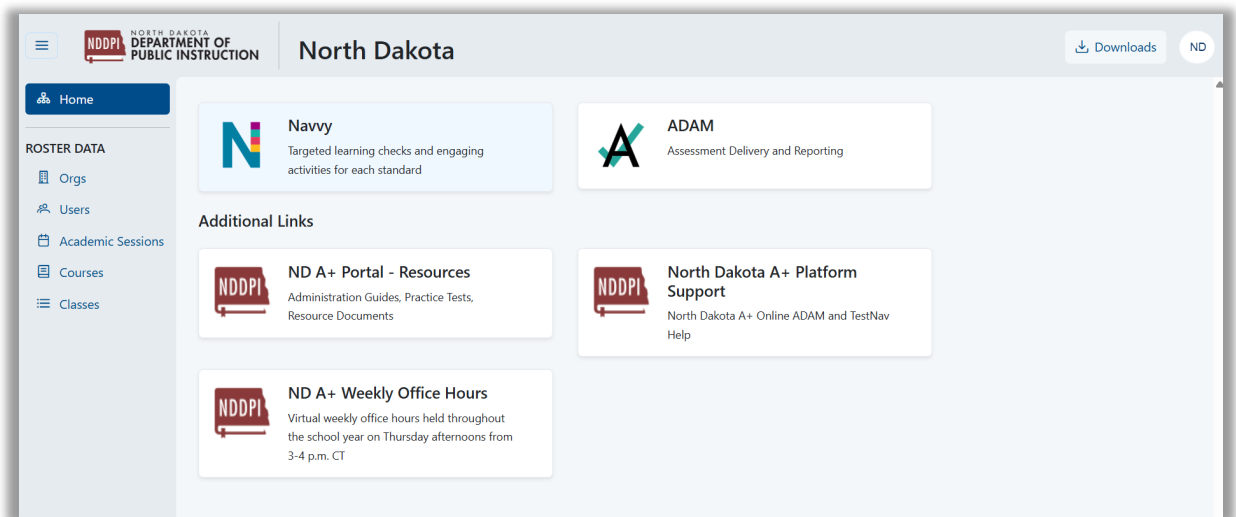 NDDPI
NORTH DAKOTA
DEPARTMENT OF
PUBLIC INSTRUCTION
North Dakota
Downloads
ND
Home
ROSTER DATA
Orgs
Users
Academic Sessions
Courses
Classes
Navvy
Targeted learning checks and engaging
activities for each standard
ADAM
Assessment Delivery and Reporting
Additional Links
NDDPI
ND A+ Portal - Resources
Administration Guides, Practice Tests,
Resource Documents
NDDPI
North Dakota A+ Platform
Support
North Dakota A+ Online ADAM and TestNav
Help
NDDPI
ND A+ Weekly Office Hours
Virtual weekly office hours held throughout
the school year on Thursday afternoons from
3-4 p.m. CT